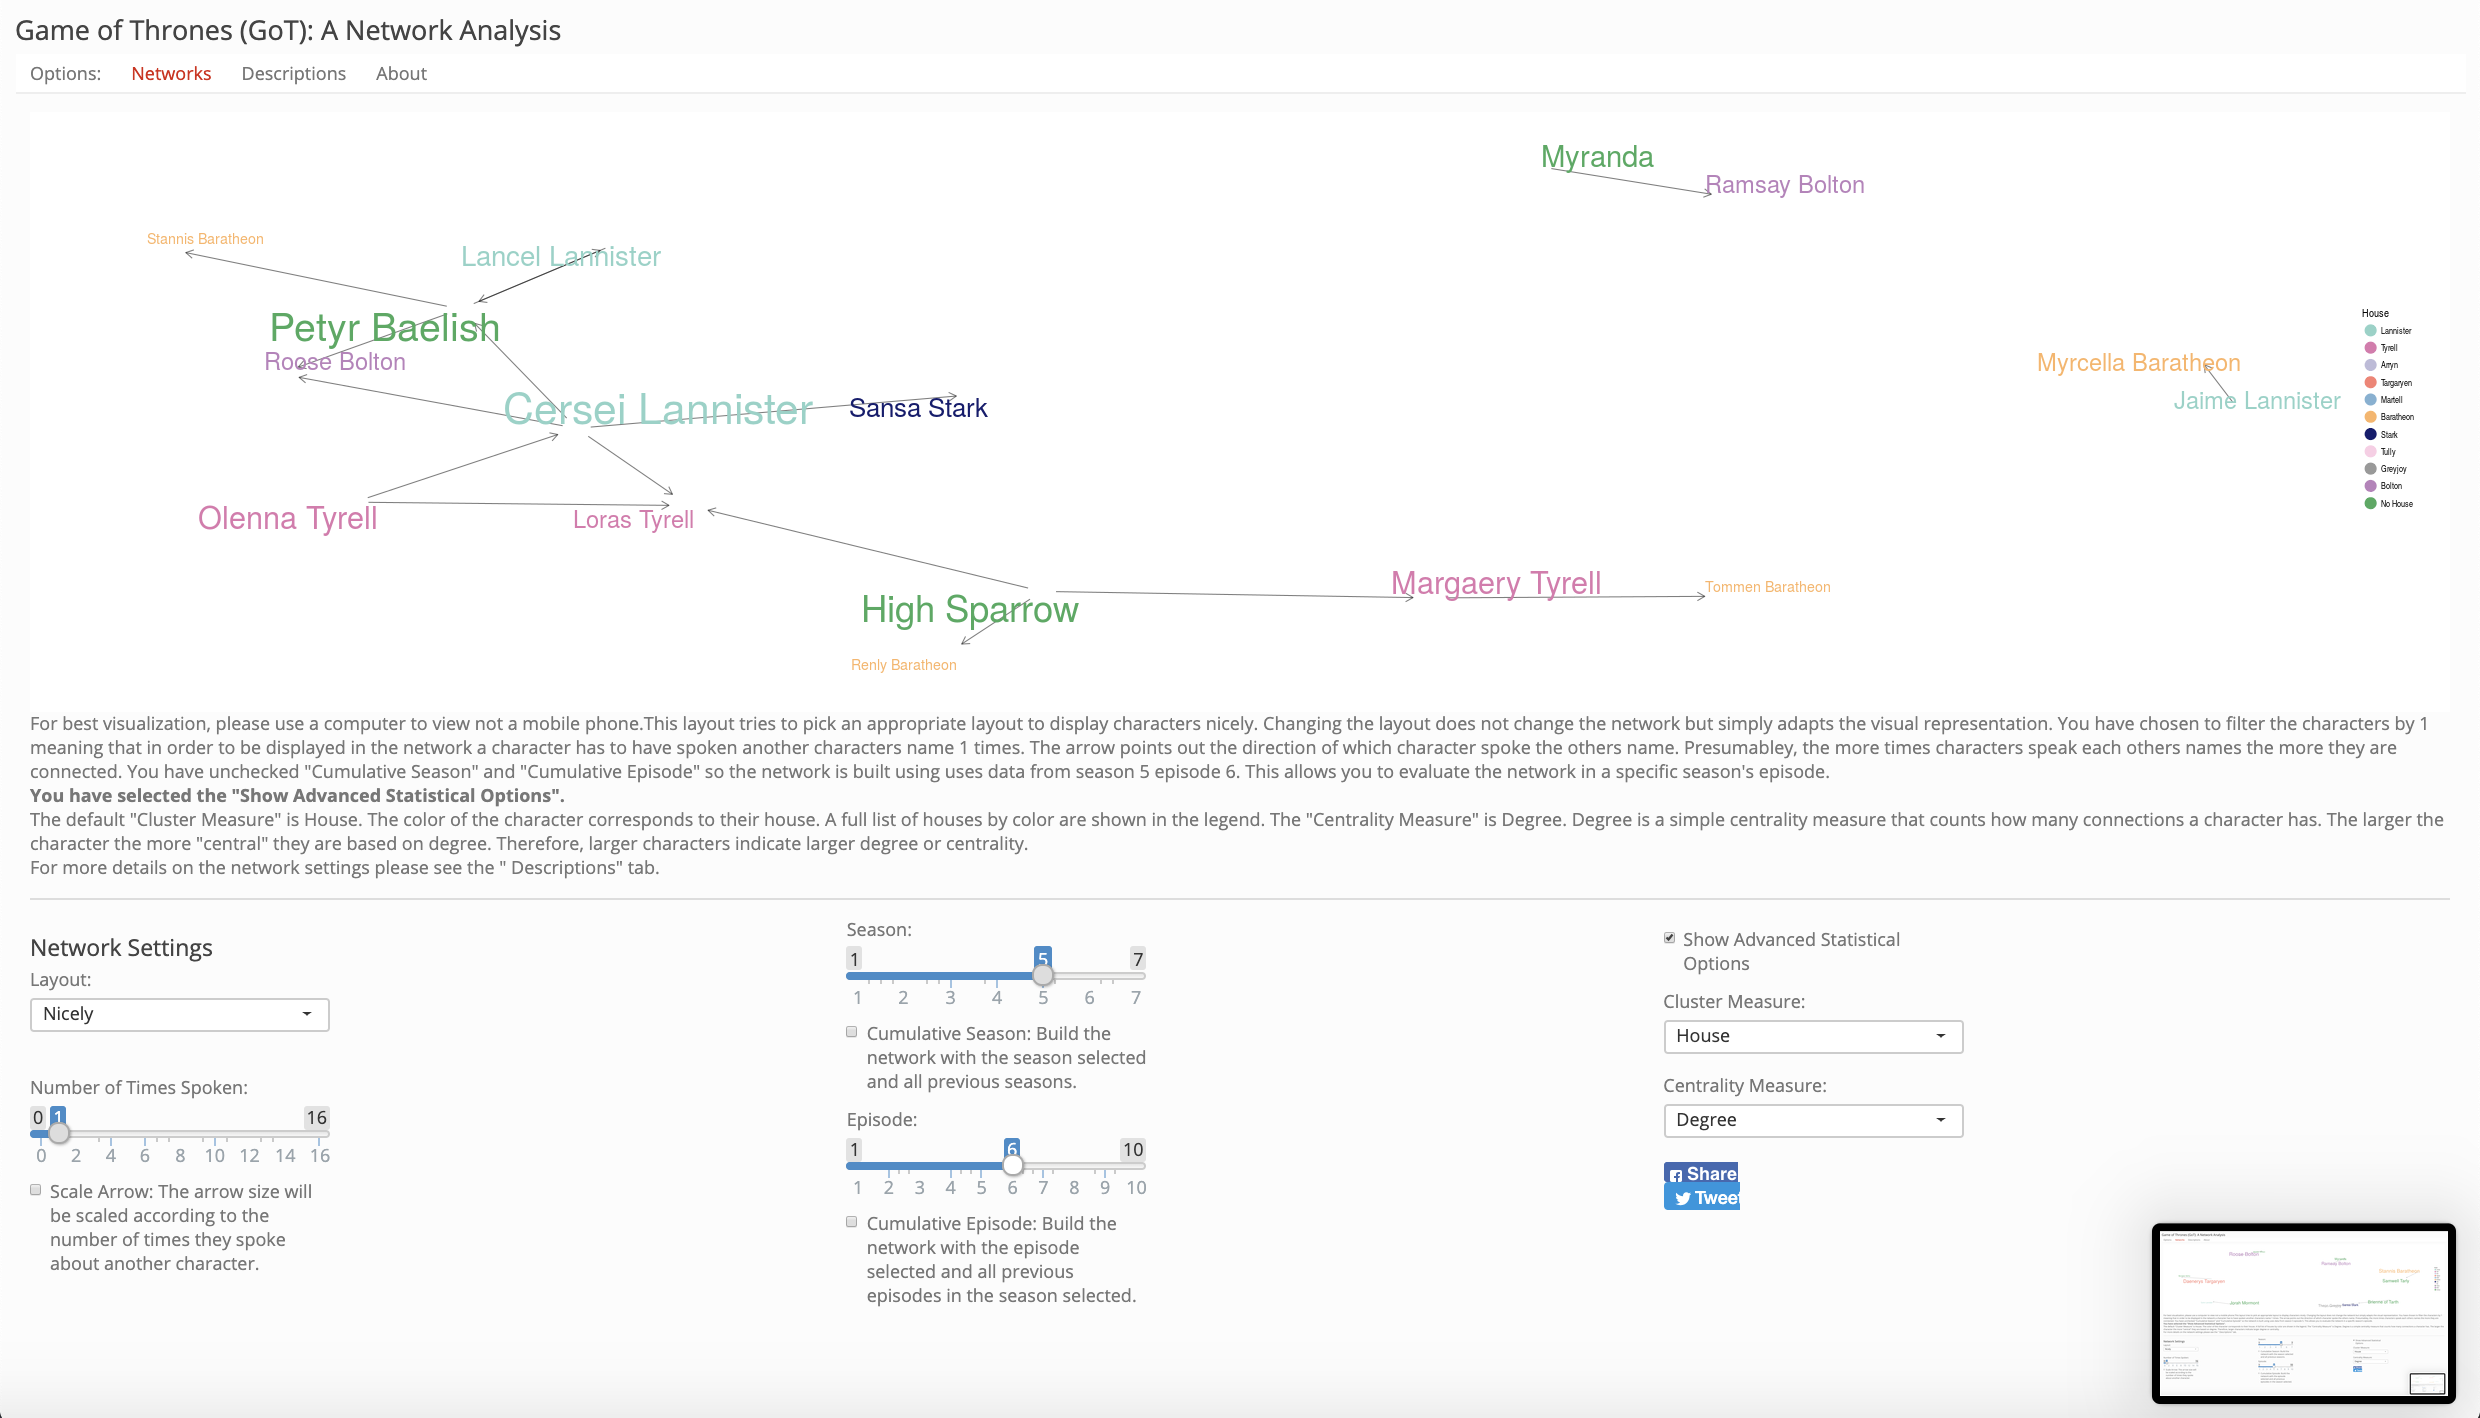 Game of Thrones (GoT): A Network Analysis
Options: Networks Descriptions About
Myranda
Ramsay Bolton
Stannis Baratheon
Lancel Lannister
Petyr Baelish
Roose Bolton
Cersei Lannister
Sansa Stark
Olenna Tyrell
Loras Tyrell
High Sparrow
Margaery Tyrell
Tommen Baratheon
Renly Baratheon
Myrcella Baratheon
Jaime Lannister
House
Lannister
Tyrell
Arryn
Targaryen
Martell
Baratheon
Stark
Tully
Greyjoy
Bolton
No House
For best visualization, please use a computer to view not a mobile phone.This layout tries to pick an appropriate layout to display characters nicely. Changing the layout does not change the network but simply adapts the visual representation. You have chosen to filter the characters by 1
meaning that in order to be displayed in the network a character has to have spoken another characters name 1 times. The arrow points out the direction of which character spoke the others name. Presumabley, the more times characters speak each others names the more they are
connected. You have unchecked "Cumulative Season" and "Cumulative Episode" so the network is built using uses data from season 5 episode 6. This allows you to evaluate the network in a specific season's episode.
You have selected the "Show Advanced Statistical Options".
The default "Cluster Measure" is House. The color of the character corresponds to their house. A full list of houses by color are shown in the legend. The "Centrality Measure" is Degree. Degree is a simple centrality measure that counts how many connections a character has. The larger the
character the more "central" they are based on degree. Therefore, larger characters indicate larger degree or centrality.
For more details on the network settings please see the " Descriptions" tab.
Network Settings
Layout:
Nicely
Number of Times Spoken:
0 1 16
0 2 4 6 8 10 12 14 16
Scale Arrow: The arrow size will
be scaled according to the
number of times they spoke
about another character.
Season:
1 5 7
1 2 3 4 5 6 7
Cumulative Season: Build the
network with the season selected
and all previous seasons.
Episode:
1 6 10
1 2 3 4 5 6 7 8 9 10
Cumulative Episode: Build the
network with the episode
selected and all previous
episodes in the season selected.
Show Advanced Statistical
Options
Cluster Measure:
House
Centrality Measure:
Degree
Share
Tweet